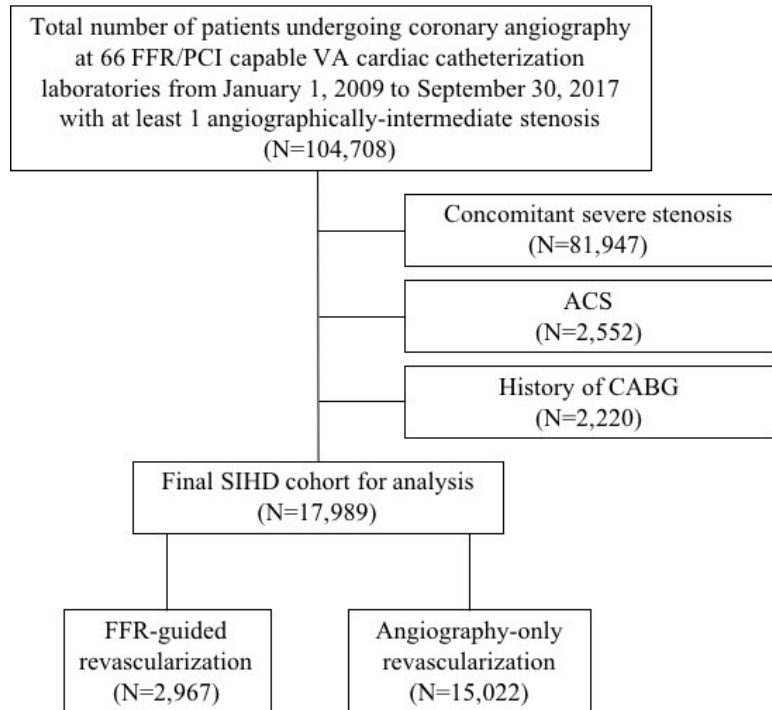 Total number of patients undergoing coronary angiography
at 66 FFR/PCI capable VA cardiac catheterization
laboratories from January 1, 2009 to September 30, 2017
with at least 1 angiographically-intermediate stenosis
(N=104,708)
Concomitant severe stenosis
(N=81,947)
ACS
(N=2,552)
History of CABG
(N=2,220)
Final SIHD cohort for analysis
(N=17,989)
FFR-guided
revascularization
(N=2,967)
Angiography-only
revascularization
(N=15,022)